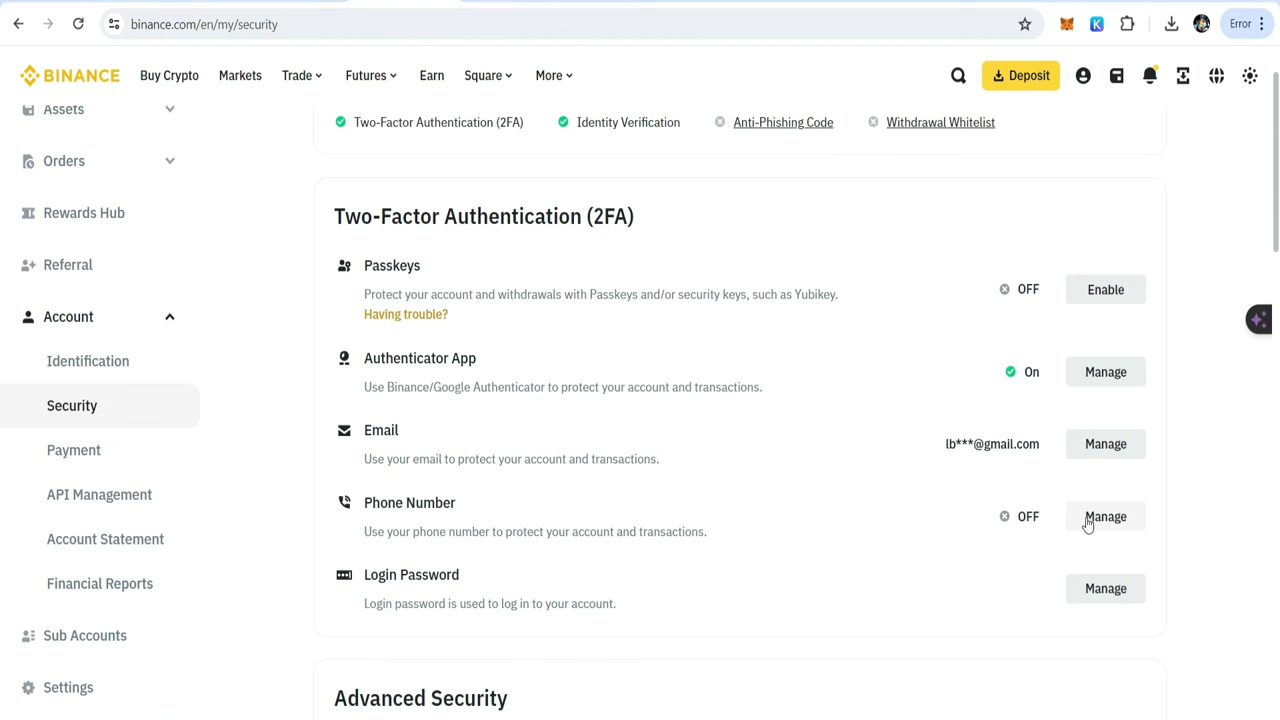 binance.com/en/my/security
Error
BINANCE
Buy Crypto
Markets
Trade
Futures
Earn
Square
More
Deposit
Assets
Orders
Rewards Hub
Referral
Account
Identification
Security
Payment
API Management
Account Statement
Financial Reports
Sub Accounts
Settings
Two-Factor Authentication (2FA)
Identity Verification
Anti-Phishing Code
Withdrawal Whitelist
Two-Factor Authentication (2FA)
Passkeys
Protect your account and withdrawals with Passkeys and/or security keys, such as Yubikey.
Having trouble?
OFF
Enable
Authenticator App
Use Binance/Google Authenticator to protect your account and transactions.
On
Manage
Email
Use your email to protect your account and transactions.
lb***@gmail.com
Manage
Phone Number
Use your phone number to protect your account and transactions.
OFF
Manage
Login Password
Login password is used to log in to your account.
Manage
Advanced Security